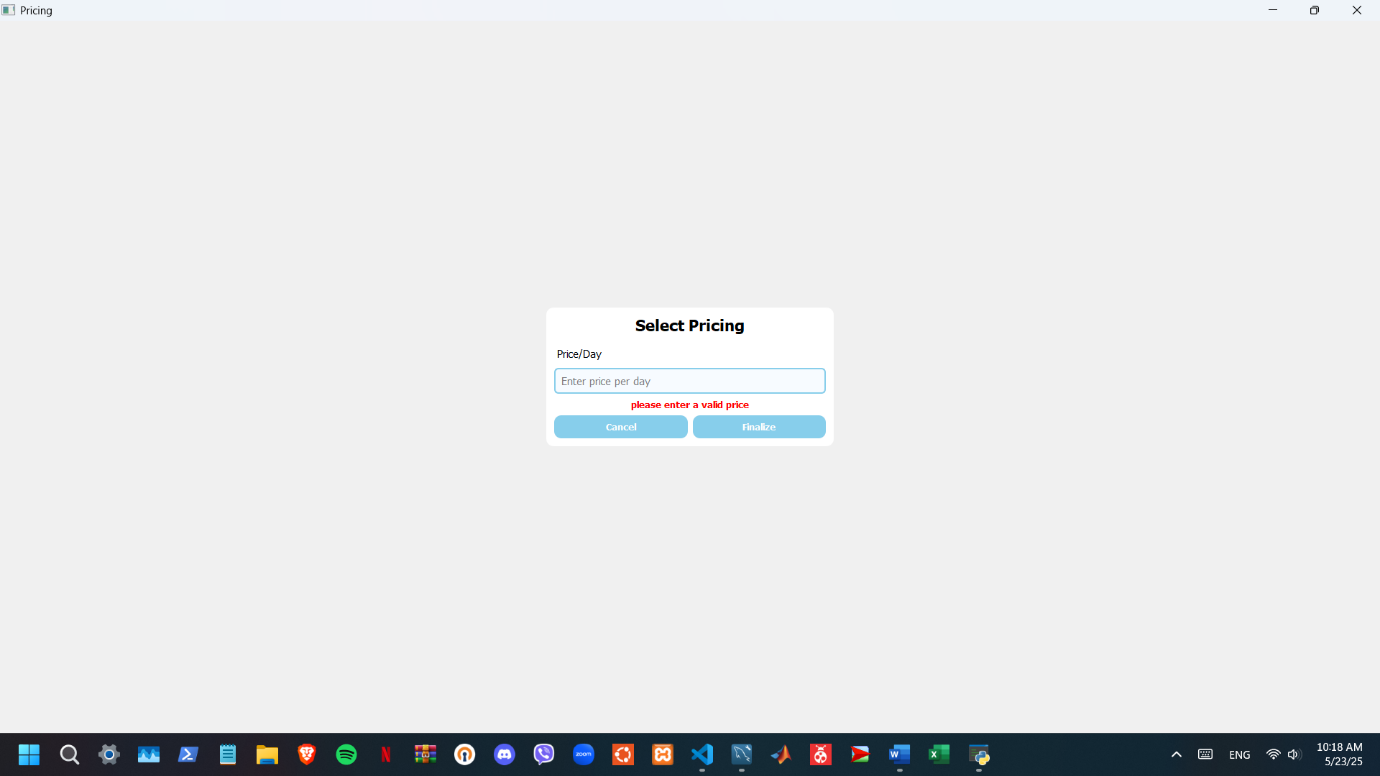 Pricing
Select Pricing
Price/Day
Enter price per day
please enter a valid price
Cancel
Finalize
zoom
ENG
10:18 AM
5/23/25